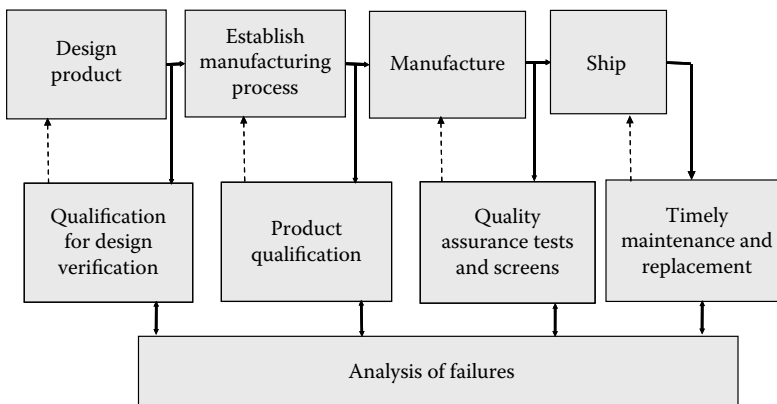 Design
product
Establish
manufacturing
process
Manufacture
Ship
Qualification
for design
verification
Product
qualification
Quality
assurance tests
and screens
Timely
maintenance and
replacement
Analysis of failures